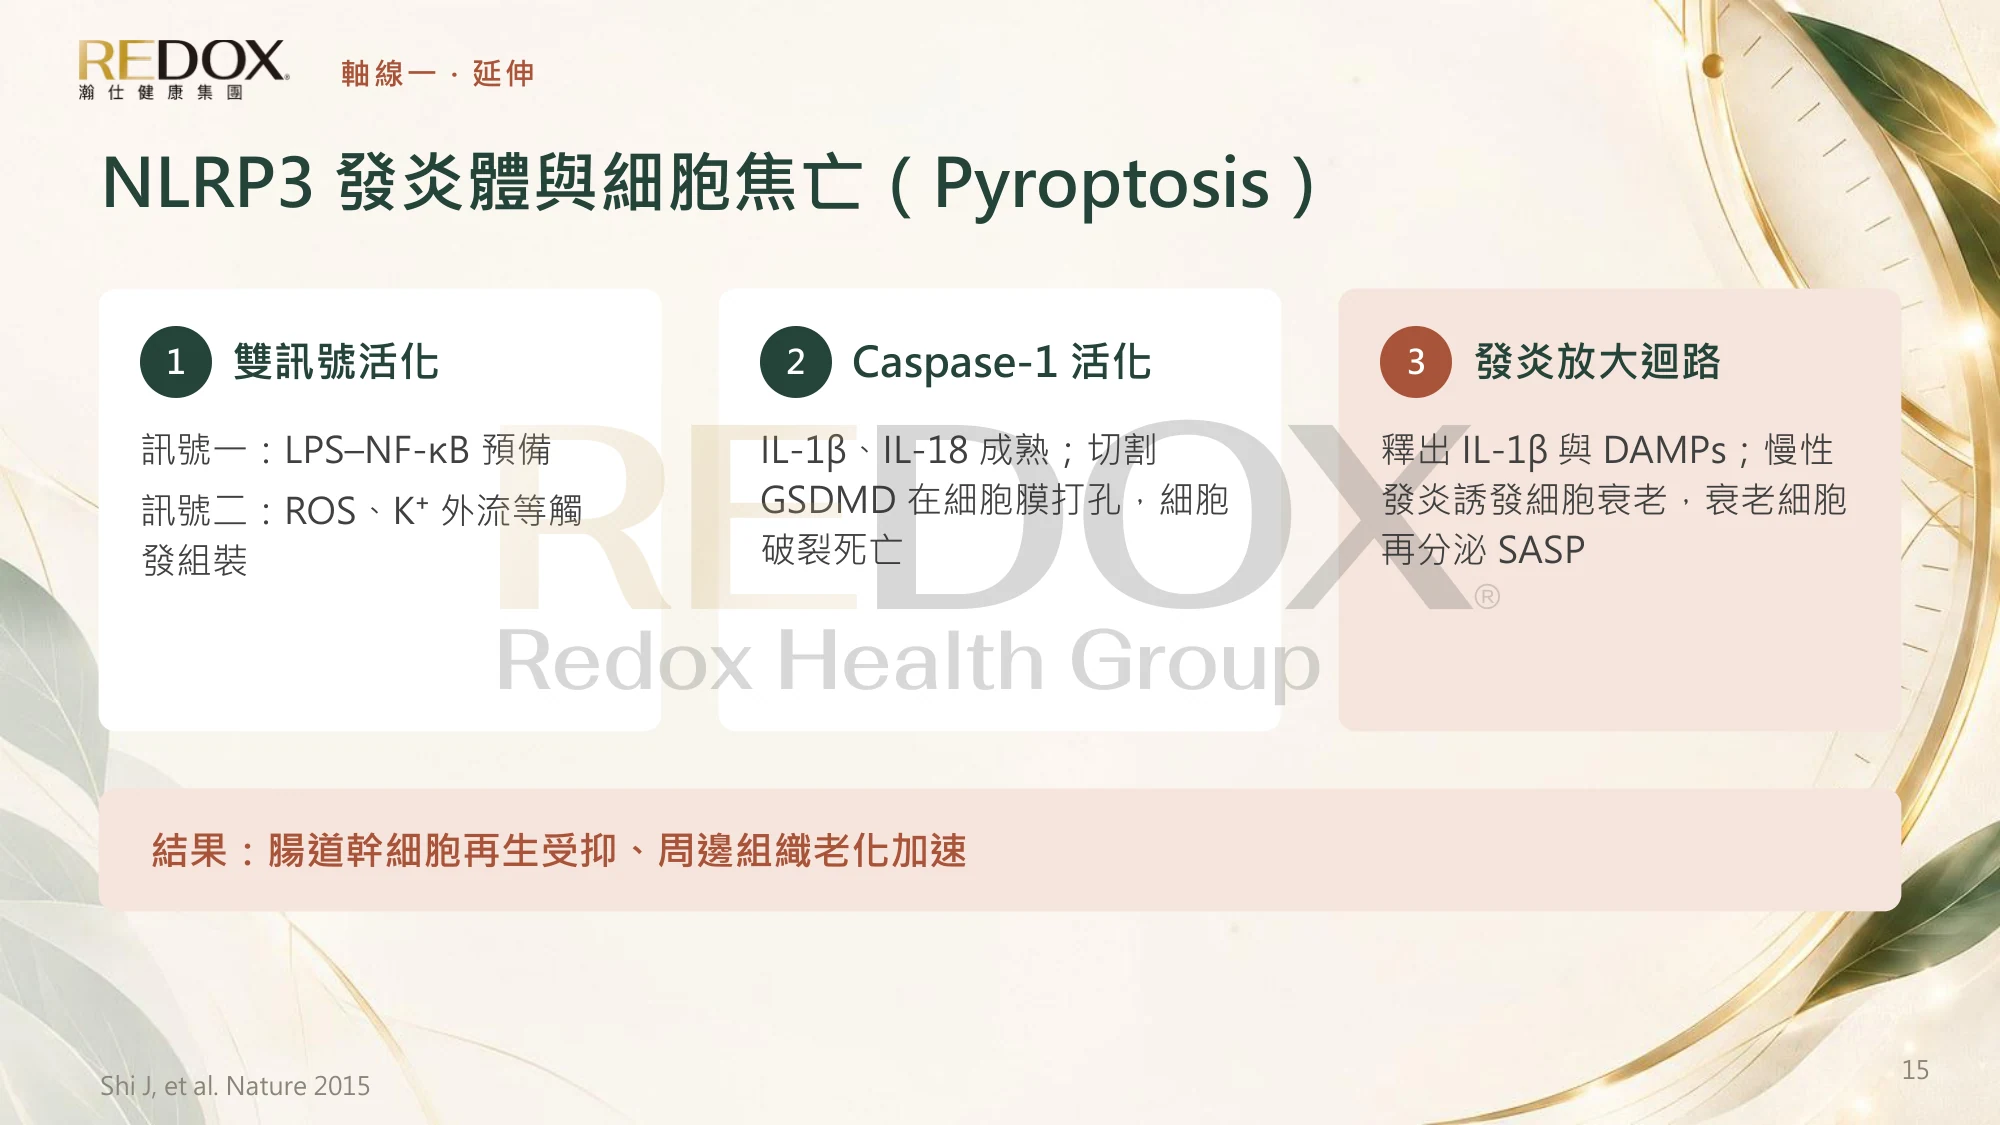 REDOX®
瀚仕健康集團
軸線一 · 延伸
NLRP3 發炎體與細胞焦亡（Pyroptosis）
1 雙訊號活化
訊號一：LPS–NF-κB 預備
訊號二：ROS、K⁺ 外流等觸
發組裝
2 Caspase-1 活化
IL-1β、IL-18 成熟；切割
GSDMD 在細胞膜打孔，細胞
破裂死亡
3 發炎放大迴路
釋出 IL-1β 與 DAMPs；慢性
發炎誘發細胞衰老，衰老細胞
再分泌 SASP
REDOX®
Redox Health Group
結果：腸道幹細胞再生受抑、周邊組織老化加速
Shi J, et al. Nature 2015
15